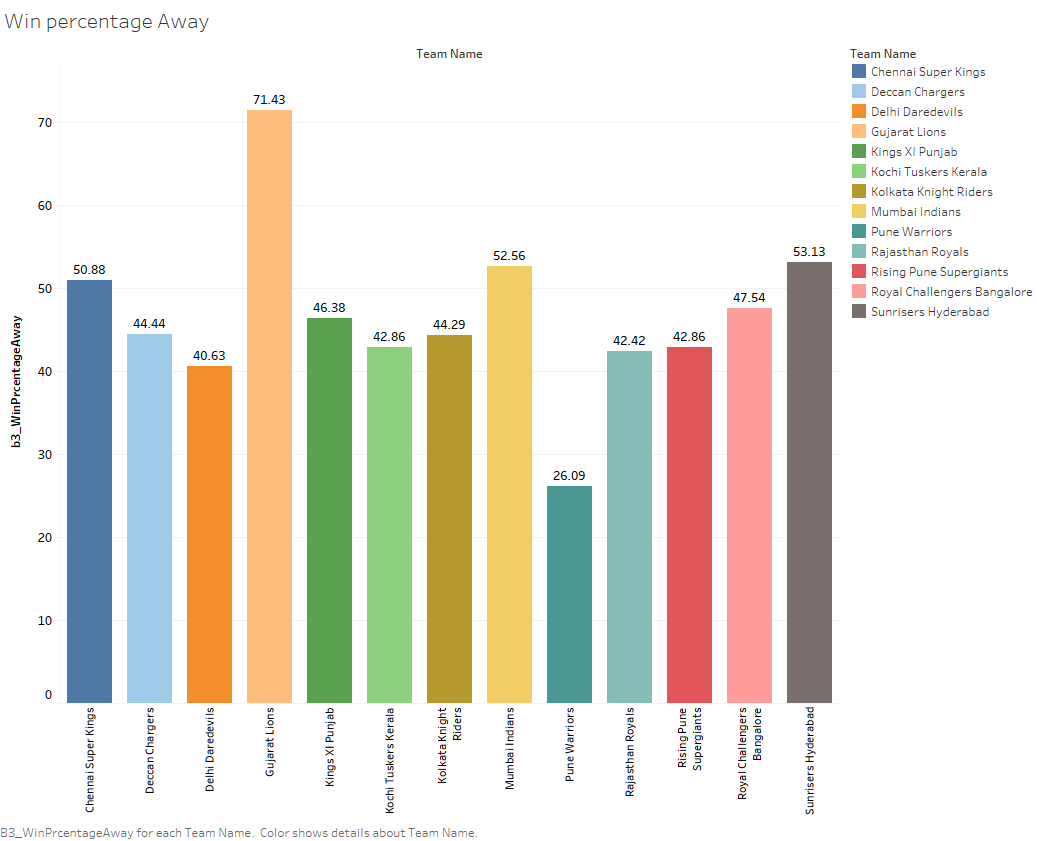 Win percentage Away
Team Name
b3_WinPrcentageAway
70
60
50
40
30
20
10
0
50.88
44.44
40.63
71.43
46.38
42.86
44.29
52.56
26.09
42.42
42.86
47.54
53.13
Chennai Super Kings
Deccan Chargers
Delhi Daredevils
Gujarat Lions
Kings XI Punjab
Kochi Tuskers Kerala
Kolkata Knight
Riders
Mumbai Indians
Pune Warriors
Rajasthan Royals
Rising Pune
Supergiants
Royal Challengers
Bangalore
Sunrisers Hyderabad
Team Name
Chennai Super Kings
Deccan Chargers
Delhi Daredevils
Gujarat Lions
Kings XI Punjab
Kochi Tuskers Kerala
Kolkata Knight Riders
Mumbai Indians
Pune Warriors
Rajasthan Royals
Rising Pune Supergiants
Royal Challengers Bangalore
Sunrisers Hyderabad
B3_WinPrcentageAway for each Team Name.  Color shows details about Team Name.